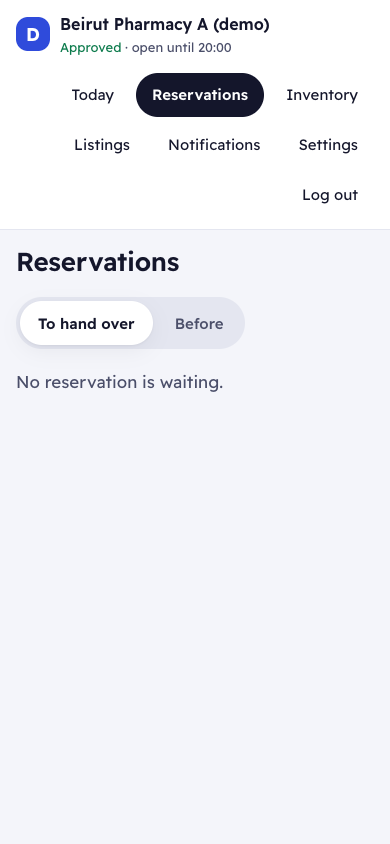 D
Beirut Pharmacy A (demo)
Approved · open until 20:00
Today Reservations Inventory
Listings Notifications Settings
Log out
Reservations
To hand over Before
No reservation is waiting.